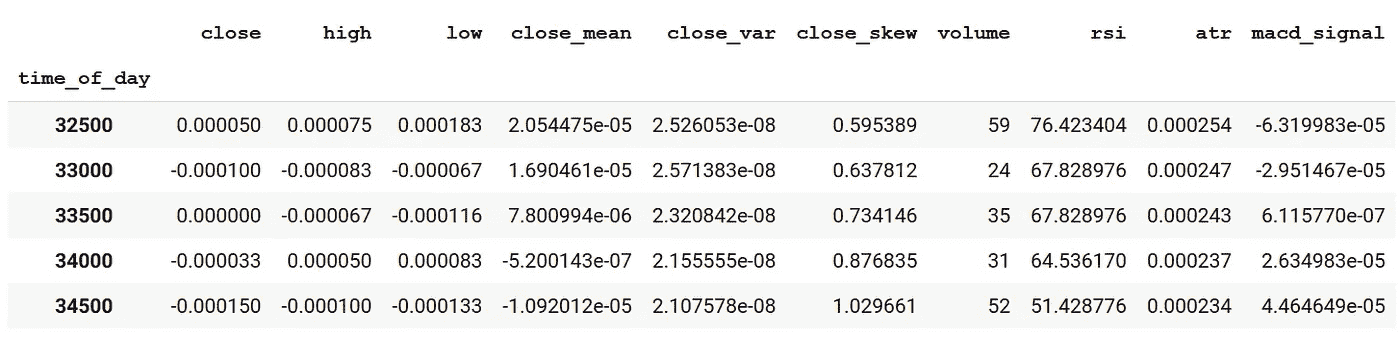 close high low close_mean close_var close_skew volume rsi atr macd_signal
time_of_day
32500 0.000050 0.000075 0.000183 2.054475e-05 2.526053e-08 0.595389 59 76.423404 0.000254 -6.319983e-05
33000 -0.000100 -0.000083 -0.000067 1.690461e-05 2.571383e-08 0.637812 24 67.828976 0.000247 -2.951467e-05
33500 0.000000 -0.000067 -0.000116 7.800994e-06 2.320842e-08 0.734146 35 67.828976 0.000243 6.115770e-07
34000 -0.000033 0.000050 0.000083 -5.200143e-07 2.155555e-08 0.876835 31 64.536170 0.000237 2.634983e-05
34500 -0.000150 -0.000100 -0.000133 -1.092012e-05 2.107578e-08 1.029661 52 51.428776 0.000234 4.464649e-05